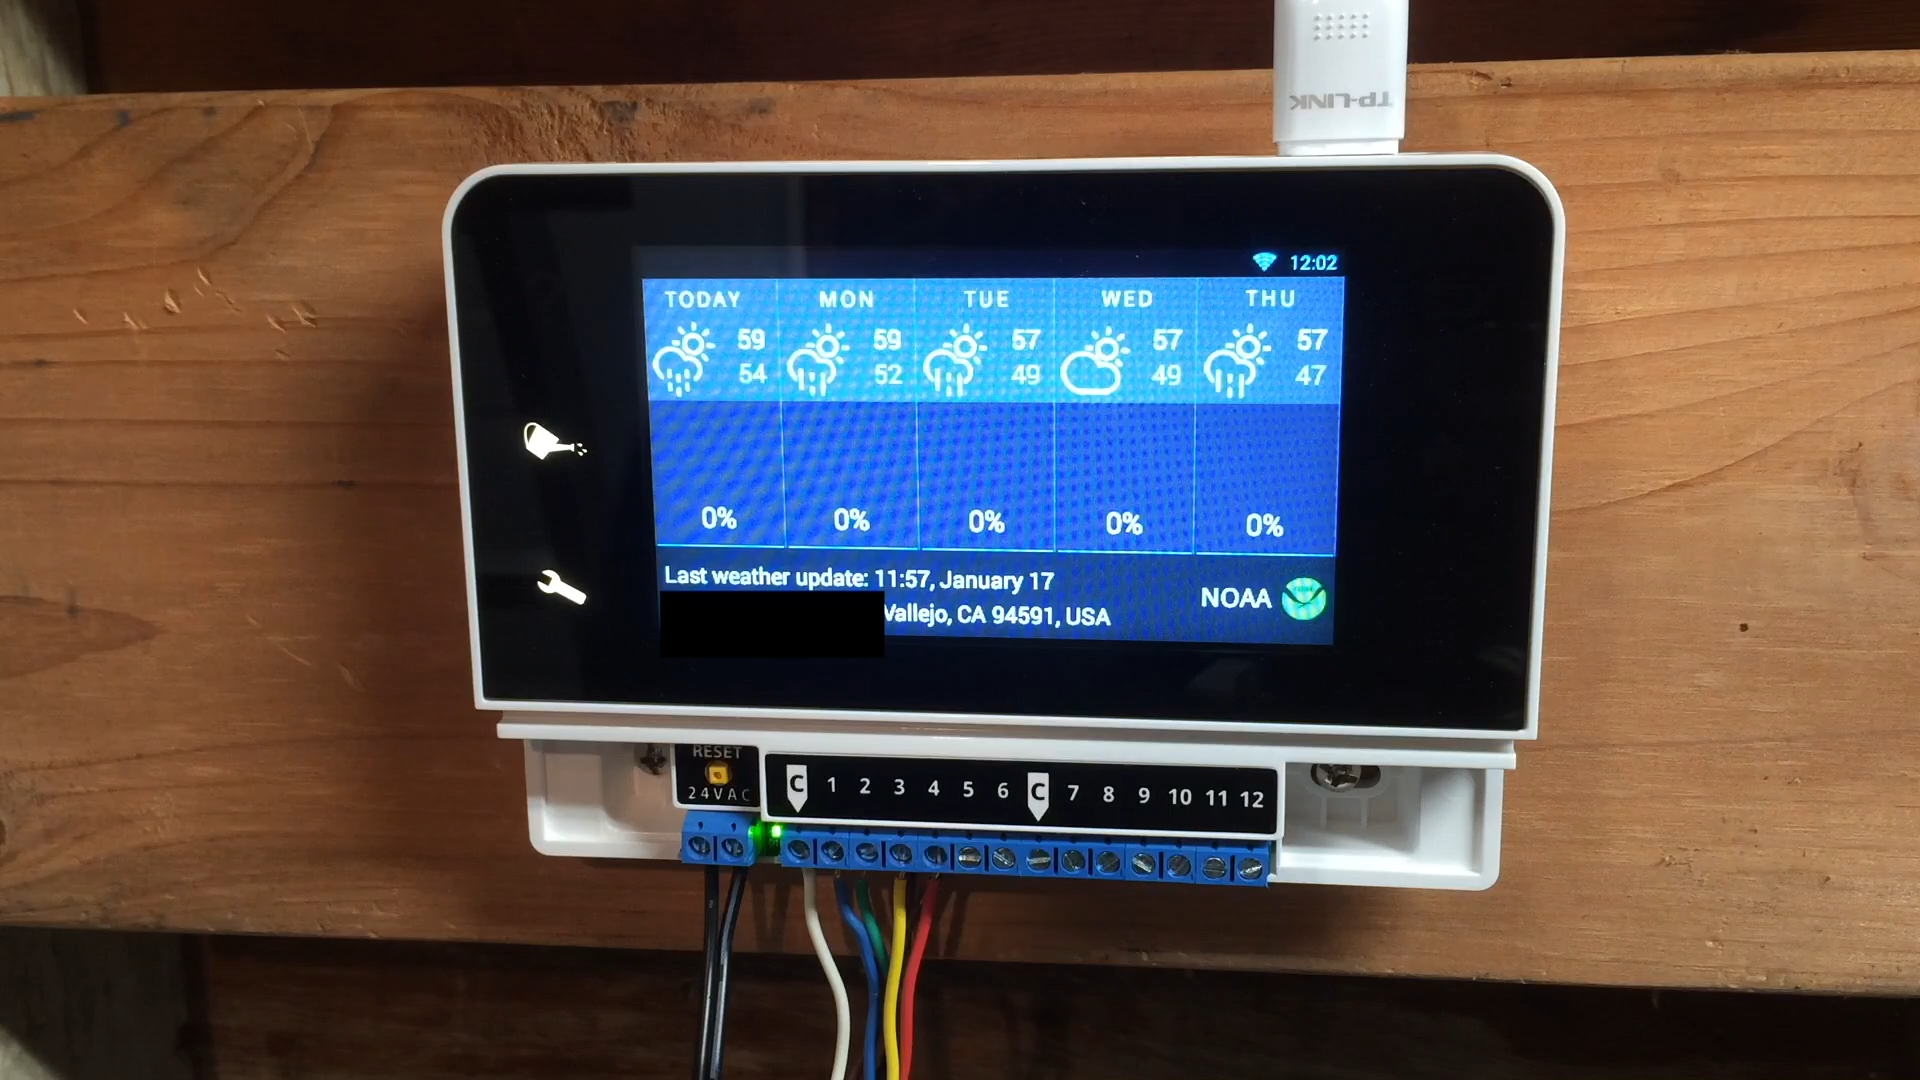 TP-LINK
12:02
TODAY MON TUE WED THU
59 59 57 57 57
54 52 49 49 47
0% 0% 0% 0% 0%
Last weather update: 11:57, January 17
Vallejo, CA 94591, USA
NOAA
RESET
24VAC
C 1 2 3 4 5 6 C 7 8 9 10 11 12